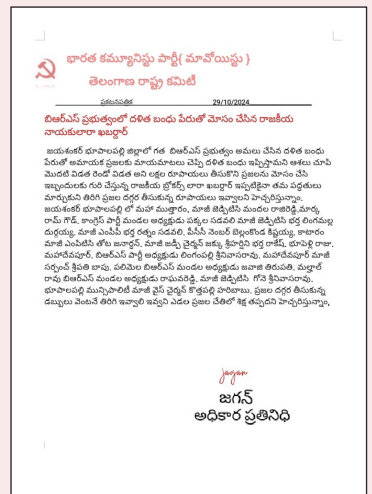 భారత కమ్యూనిస్టు పార్టీ{ మావోయిస్టు }
తెలంగాణ రాష్ట్ర కమిటీ
ప్రకటనపత్రిక 29/10/2024
బిఆర్ఎస్ ప్రభుత్వంలో దళిత బంధు పేరుతో మోసం చేసిన రాజకీయ
నాయకులారా ఖబర్దార్
జయశంకర్ భూపాలపల్లి జిల్లాలో గత బిఆర్ఎస్ ప్రభుత్వం అమలు చేసిన దళిత బంధు
పేరుతో అమాయక ప్రజలకు మాయమాటలు చెప్పి దళిత బంధు ఇప్పిస్తామని ఆశలు చూపి
మొదటి విడత రెండో విడత అని లక్షల రూపాయలు తీసుకొని ప్రజలను మోసం చేసి
ఇబ్బందులకు గురి చేస్తున్న రాజకీయ బ్రోకర్స్ లారా ఖబర్దార్ ఇప్పటికైనా తమ పద్ధతులు
మార్చుకుని తిరిగి ప్రజల దగ్గర తీసుకున్న రూపాయలు ఇవ్వాలని హెచ్చరిస్తున్నాం.
జయశంకర్ భూపాలపల్లి లో మహా ముత్తారం, మాజీ జెడ్పిటిసి మందల రాజిరెడ్డి,మార్క
రామ్ గౌడ్, కాంగ్రెస్ పార్టీ మండల అధ్యక్షుడు పక్కల సడవలి మాజీ జెడ్పిటిసి భర్త లింగమల్ల
దుర్గయ్య, మాజీ ఎంపీపీ భర్త రత్నం సడవలి, పీసీసీ నెంబర్ బెల్లంకొండ కిష్టయ్య, కాటారం
మాజీ ఎంపిటిసి తోట జనార్దన్, మాజీ జడ్పీ చైర్మన్ జక్కు శ్రీహర్షిని భర్త రాకేష్, భూపెళ్లి రాజు,
మహాదేవపూర్, బిఆర్ఎస్ పార్టీ అధ్యక్షుడు లింగంపల్లి శ్రీనివాసరావు, మహాదేవపూర్ మాజీ
సర్పంచ్ శ్రీపతి బాపు, పలిమెల బిఆర్ఎస్ మండల అధ్యక్షుడు జవాజి తిరుపతి, మల్హాల్
రావు బిఆర్ఎస్ మండల అధ్యక్షుడు రాఘవరెడ్డి, మాజీ జెడ్పిటిసి గోనె శ్రీనివాసరావు,
భూపాలపల్లి మున్సిపాలిటీ మాజీ వైస్ చైర్మన్ కొత్తపల్లి హరిబాబు, ప్రజల దగ్గర తీసుకున్న
డబ్బులు వెంటనే తిరిగి ఇవ్వాలి ఇవ్వని ఎడల ప్రజల చేతిలో శిక్ష తప్పదని హెచ్చరిస్తున్నాం,
Jagan
జగన్
అధికార ప్రతినిధి